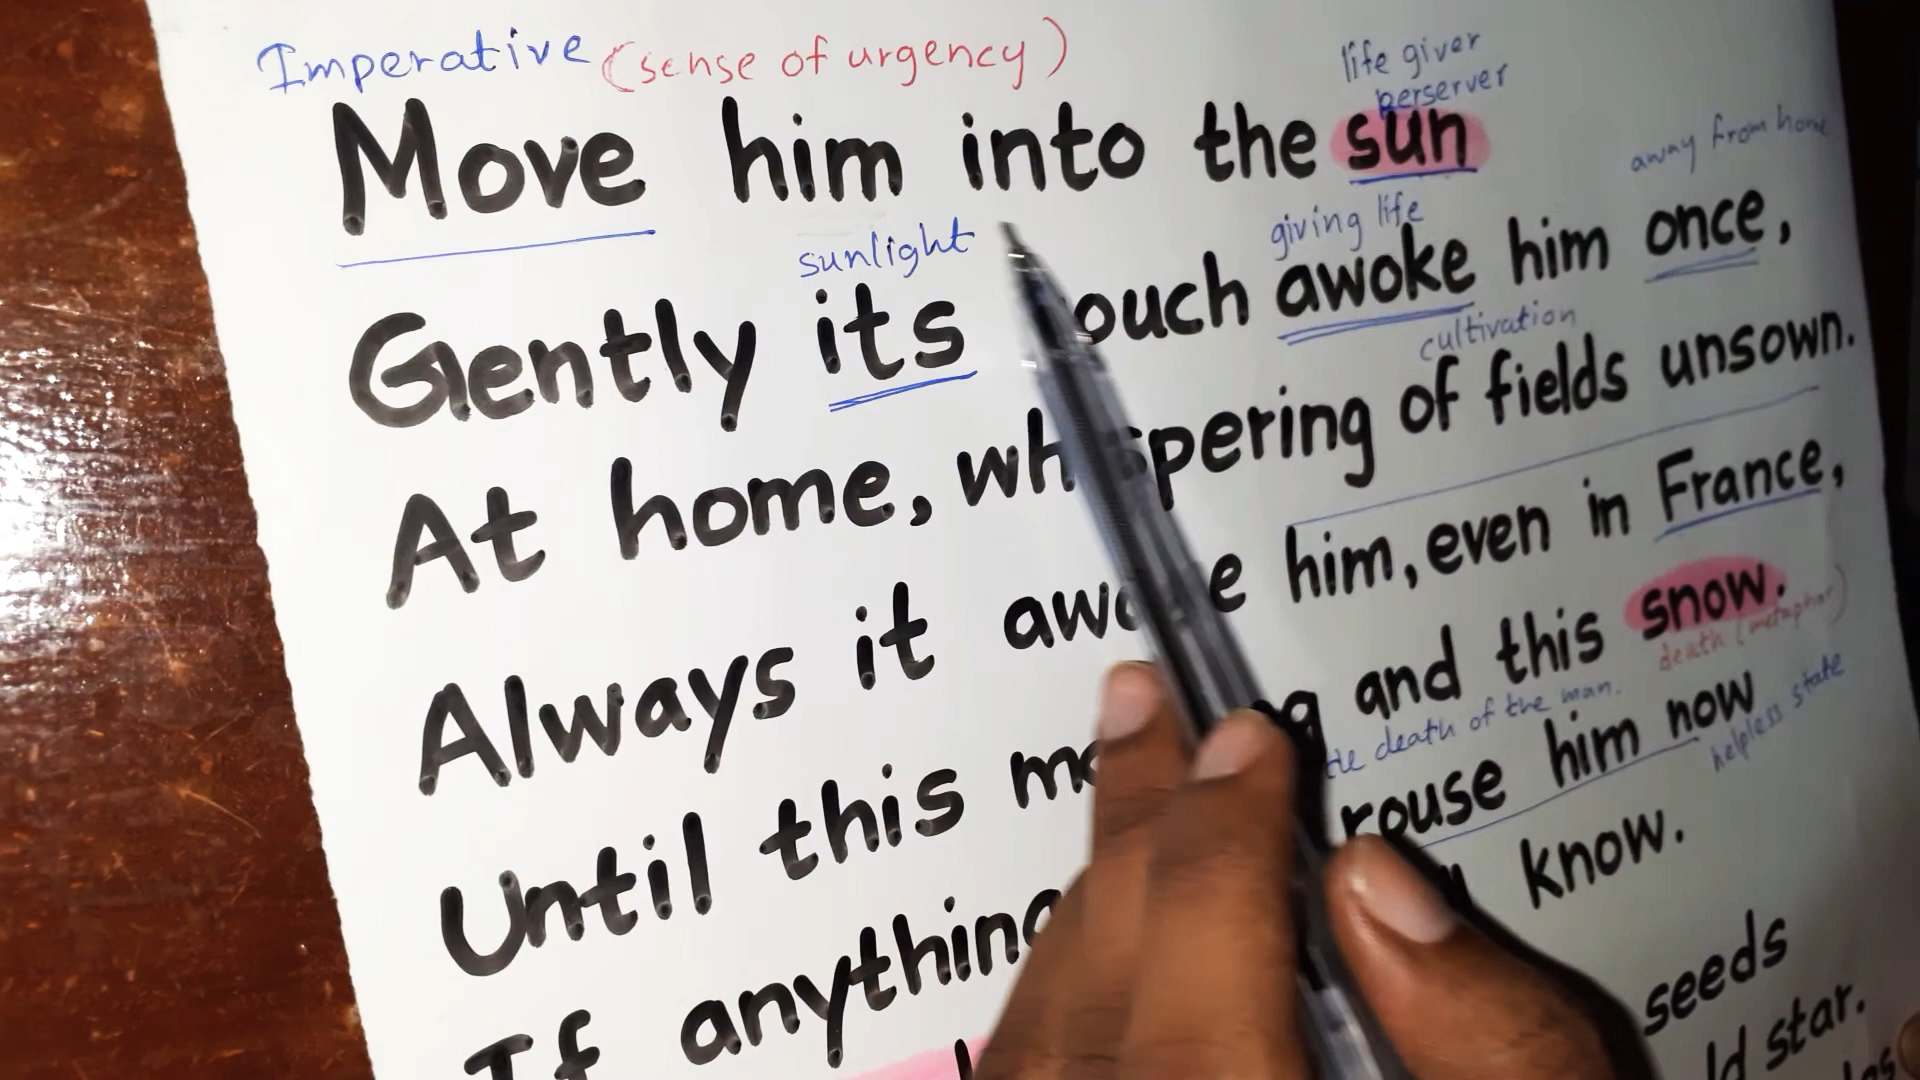 Imperative (sense of urgency)
life giver
perserver
Move him into the sun
away from home
sunlight
giving life
Gently its ouch awoke him once,
cultivation
At home, wh spering of fields unsown.
Always it aw e him, even in France,
Until this mo g and this snow.
death (metaphor)
the death of the man.
helpless state
If anything rouse him now
know.
seeds
ld star.